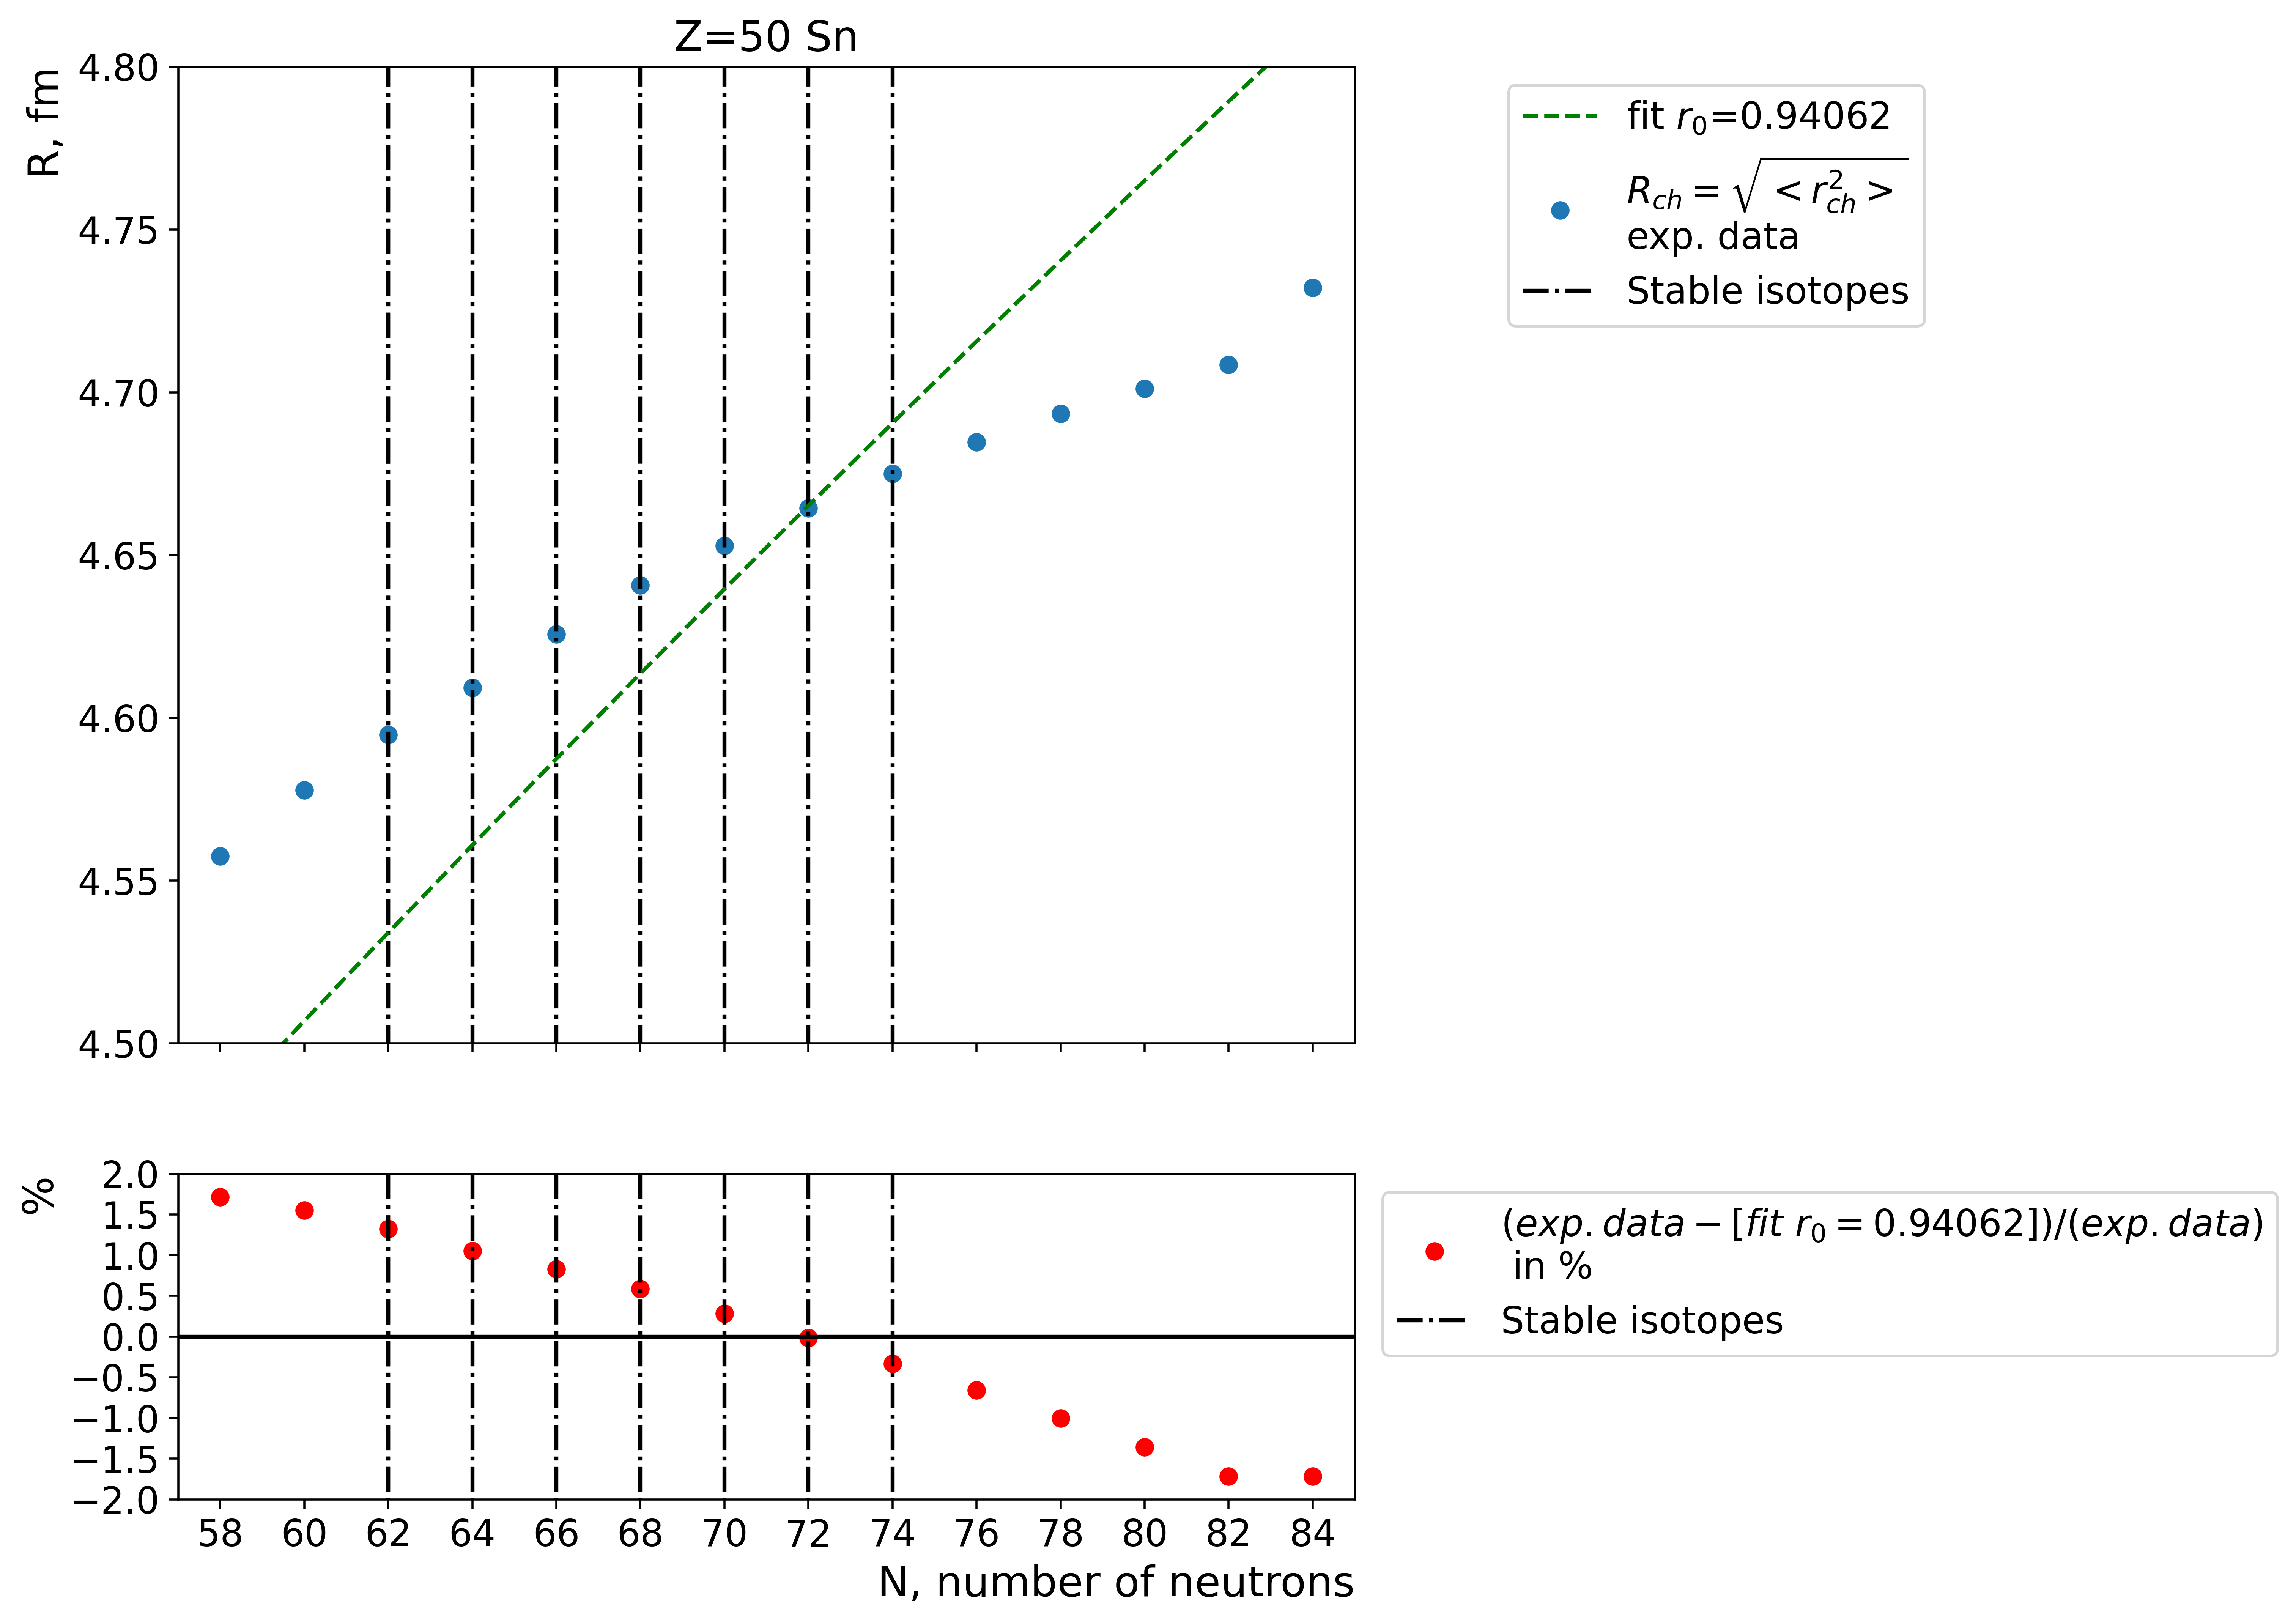 Z=50 Sn
R, fm
4.80
4.75
4.70
4.65
4.60
4.55
4.50
fit r₀=0.94062
R_ch = √<r²_ch>
exp. data
Stable isotopes
%
2.0
1.5
1.0
0.5
0.0
−0.5
−1.0
−1.5
−2.0
58 60 62 64 66 68 70 72 74 76 78 80 82 84
N, number of neutrons
(exp. data − [fit r₀ = 0.94062])/(exp. data)
in %
Stable isotopes